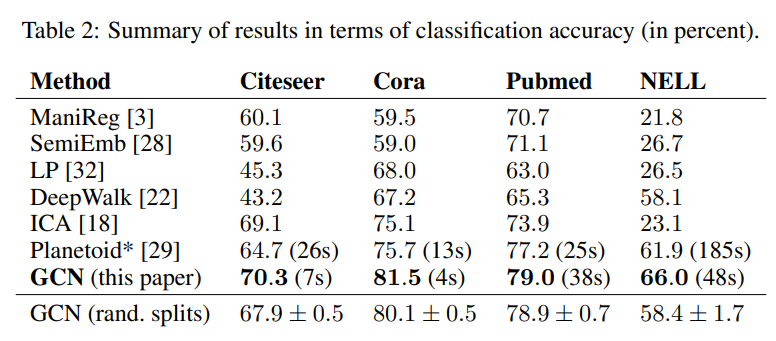 Table 2: Summary of results in terms of classification accuracy (in percent).
Method Citeseer Cora Pubmed NELL
ManiReg [3] 60.1 59.5 70.7 21.8
SemiEmb [28] 59.6 59.0 71.1 26.7
LP [32] 45.3 68.0 63.0 26.5
DeepWalk [22] 43.2 67.2 65.3 58.1
ICA [18] 69.1 75.1 73.9 23.1
Planetoid* [29] 64.7 (26s) 75.7 (13s) 77.2 (25s) 61.9 (185s)
GCN (this paper) 70.3 (7s) 81.5 (4s) 79.0 (38s) 66.0 (48s)
GCN (rand. splits) 67.9 ± 0.5 80.1 ± 0.5 78.9 ± 0.7 58.4 ± 1.7